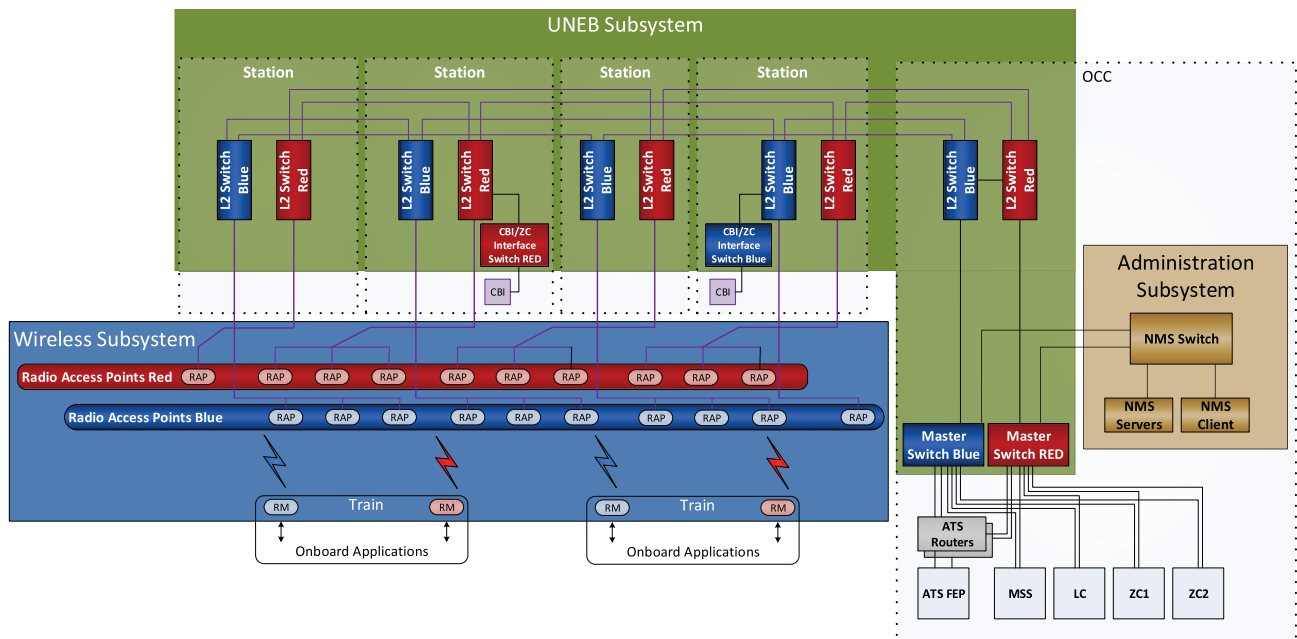 UNEB Subsystem
Station
Station
Station
Station
OCC
L2 Switch
Blue
L2 Switch
Red
L2 Switch
Blue
L2 Switch
Red
L2 Switch
Blue
L2 Switch
Red
L2 Switch
Blue
L2 Switch
Red
L2 Switch
Blue
L2 Switch
Red
CBI/ZC
Interface
Switch RED
CBI/ZC
Interface
Switch Blue
CBI
CBI
Administration
Subsystem
NMS Switch
NMS
Servers
NMS
Client
Wireless Subsystem
Radio Access Points Red
RAP
RAP
RAP
RAP
RAP
RAP
RAP
RAP
RAP
RAP
Radio Access Points Blue
RAP
RAP
RAP
RAP
RAP
RAP
RAP
RAP
RAP
RAP
Master
Switch Blue
Master
Switch RED
RM
Train
RM
Onboard Applications
RM
Train
RM
Onboard Applications
ATS
Routers
ATS FEP
MSS
LC
ZC1
ZC2